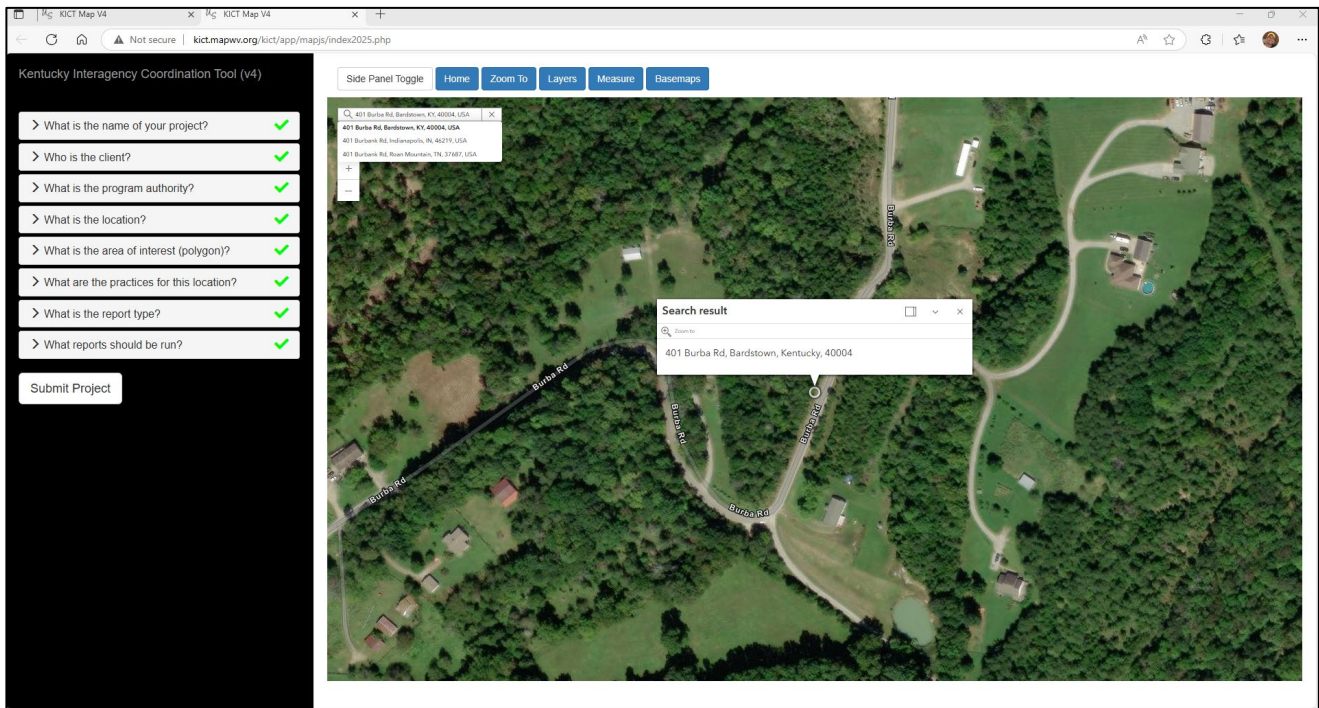 KICT Map V4
KICT Map V4
Not secure | kict.mapwv.org/kict/app/mapjs/index2025.php
Kentucky Interagency Coordination Tool (v4)
What is the name of your project?
Who is the client?
What is the program authority?
What is the location?
What is the area of interest (polygon)?
What are the practices for this location?
What is the report type?
What reports should be run?
Submit Project
Side Panel Toggle Home Zoom To Layers Measure Basemaps
401 Burba Rd, Bardstown, KY, 40004, USA
401 Burba Rd, Bardstown, KY, 40004, USA
401 Burbank Rd, Indianapolis, IN, 46219, USA
401 Burbank Rd, Roan Mountain, TN, 37687, USA
+
−
Burba Rd
Search result
Zoom to
401 Burba Rd, Bardstown, Kentucky, 40004
Burba Rd
Burba Rd
Burba Rd
Burba Rd
Burba Rd